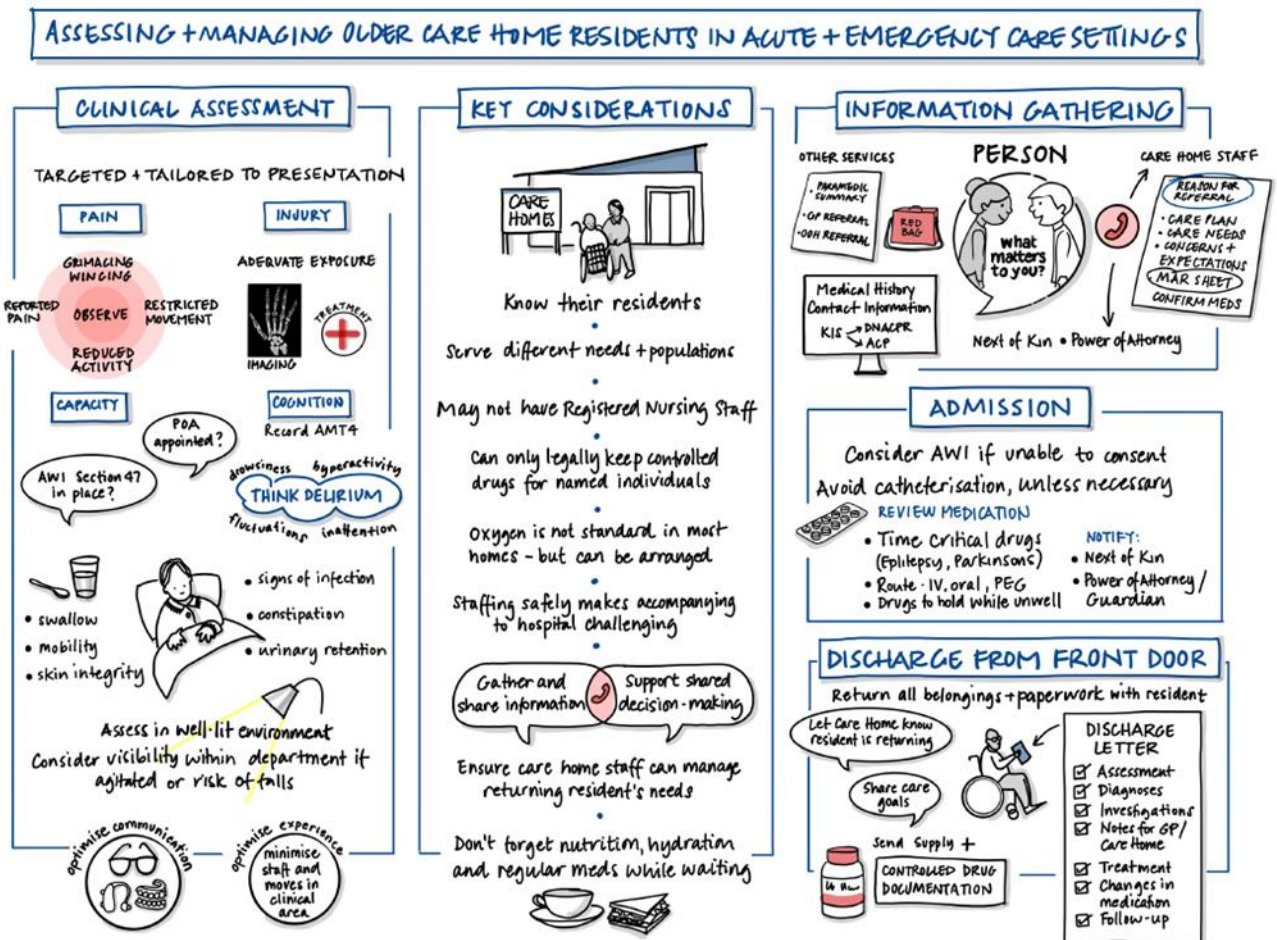 ASSESSING + MANAGING OLDER CARE HOME RESIDENTS IN ACUTE + EMERGENCY CARE SETTINGS
CLINICAL ASSESSMENT
TARGETED + TAILORED TO PRESENTATION
PAIN
GRIMACING
WINCING
REPORTED
PAIN
OBSERVE
RESTRICTED
MOVEMENT
REDUCED
ACTIVITY
INJURY
ADEQUATE EXPOSURE
IMAGING
TREATMENT
CAPACITY
POA
appointed?
AWI Section 47
in place?
COGNITION
Record AMT4
drowsiness hyperactivity
THINK DELIRIUM
fluctuations inattention
• swallow
• mobility
• skin integrity
• signs of infection
• constipation
• urinary retention
Assess in well-lit environment
Consider visibility within department if
agitated or risk of falls
optimise communication
optimise experience
minimise
staff and
moves in
clinical
area
KEY CONSIDERATIONS
CARE
HOMES
Know their residents
•
Serve different needs + populations
•
May not have Registered Nursing Staff
•
Can only legally keep controlled
drugs for named individuals
•
Oxygen is not standard in most
homes - but can be arranged
•
Staffing safely makes accompanying
to hospital challenging
•
Gather and
share information
Support shared
decision-making
Ensure care home staff can manage
returning resident's needs
•
Don't forget nutrition, hydration
and regular meds while waiting
INFORMATION GATHERING
OTHER SERVICES
• PARAMEDIC
SUMMARY
• GP REFERRAL
• OOH REFERRAL
RED
BAG
Medical History
Contact Information
KIS → DNACPR
→ ACP
PERSON
what
matters
to you?
CARE HOME STAFF
REASON FOR
REFERRAL
• CARE PLAN
• CARE NEEDS
• CONCERNS +
EXPECTATIONS
MAR SHEET
CONFIRM MEDS
Next of Kin • Power of Attorney
ADMISSION
Consider AWI if unable to consent
Avoid catheterisation, unless necessary
REVIEW MEDICATION
• Time Critical drugs
(Epilepsy, Parkinsons)
• Route - IV, oral, PEG
• Drugs to hold while unwell
NOTIFY:
• Next of Kin
• Power of Attorney /
Guardian
DISCHARGE FROM FRONT DOOR
Return all belongings + paperwork with resident
Let Care Home know
resident is returning
Share care
goals
Send Supply +
CONTROLLED DRUG
DOCUMENTATION
DISCHARGE
LETTER
☑ Assessment
☑ Diagnoses
☑ Investigations
☑ Notes for GP/
Care Home
☑ Treatment
☑ Changes in
medication
☑ Follow-up